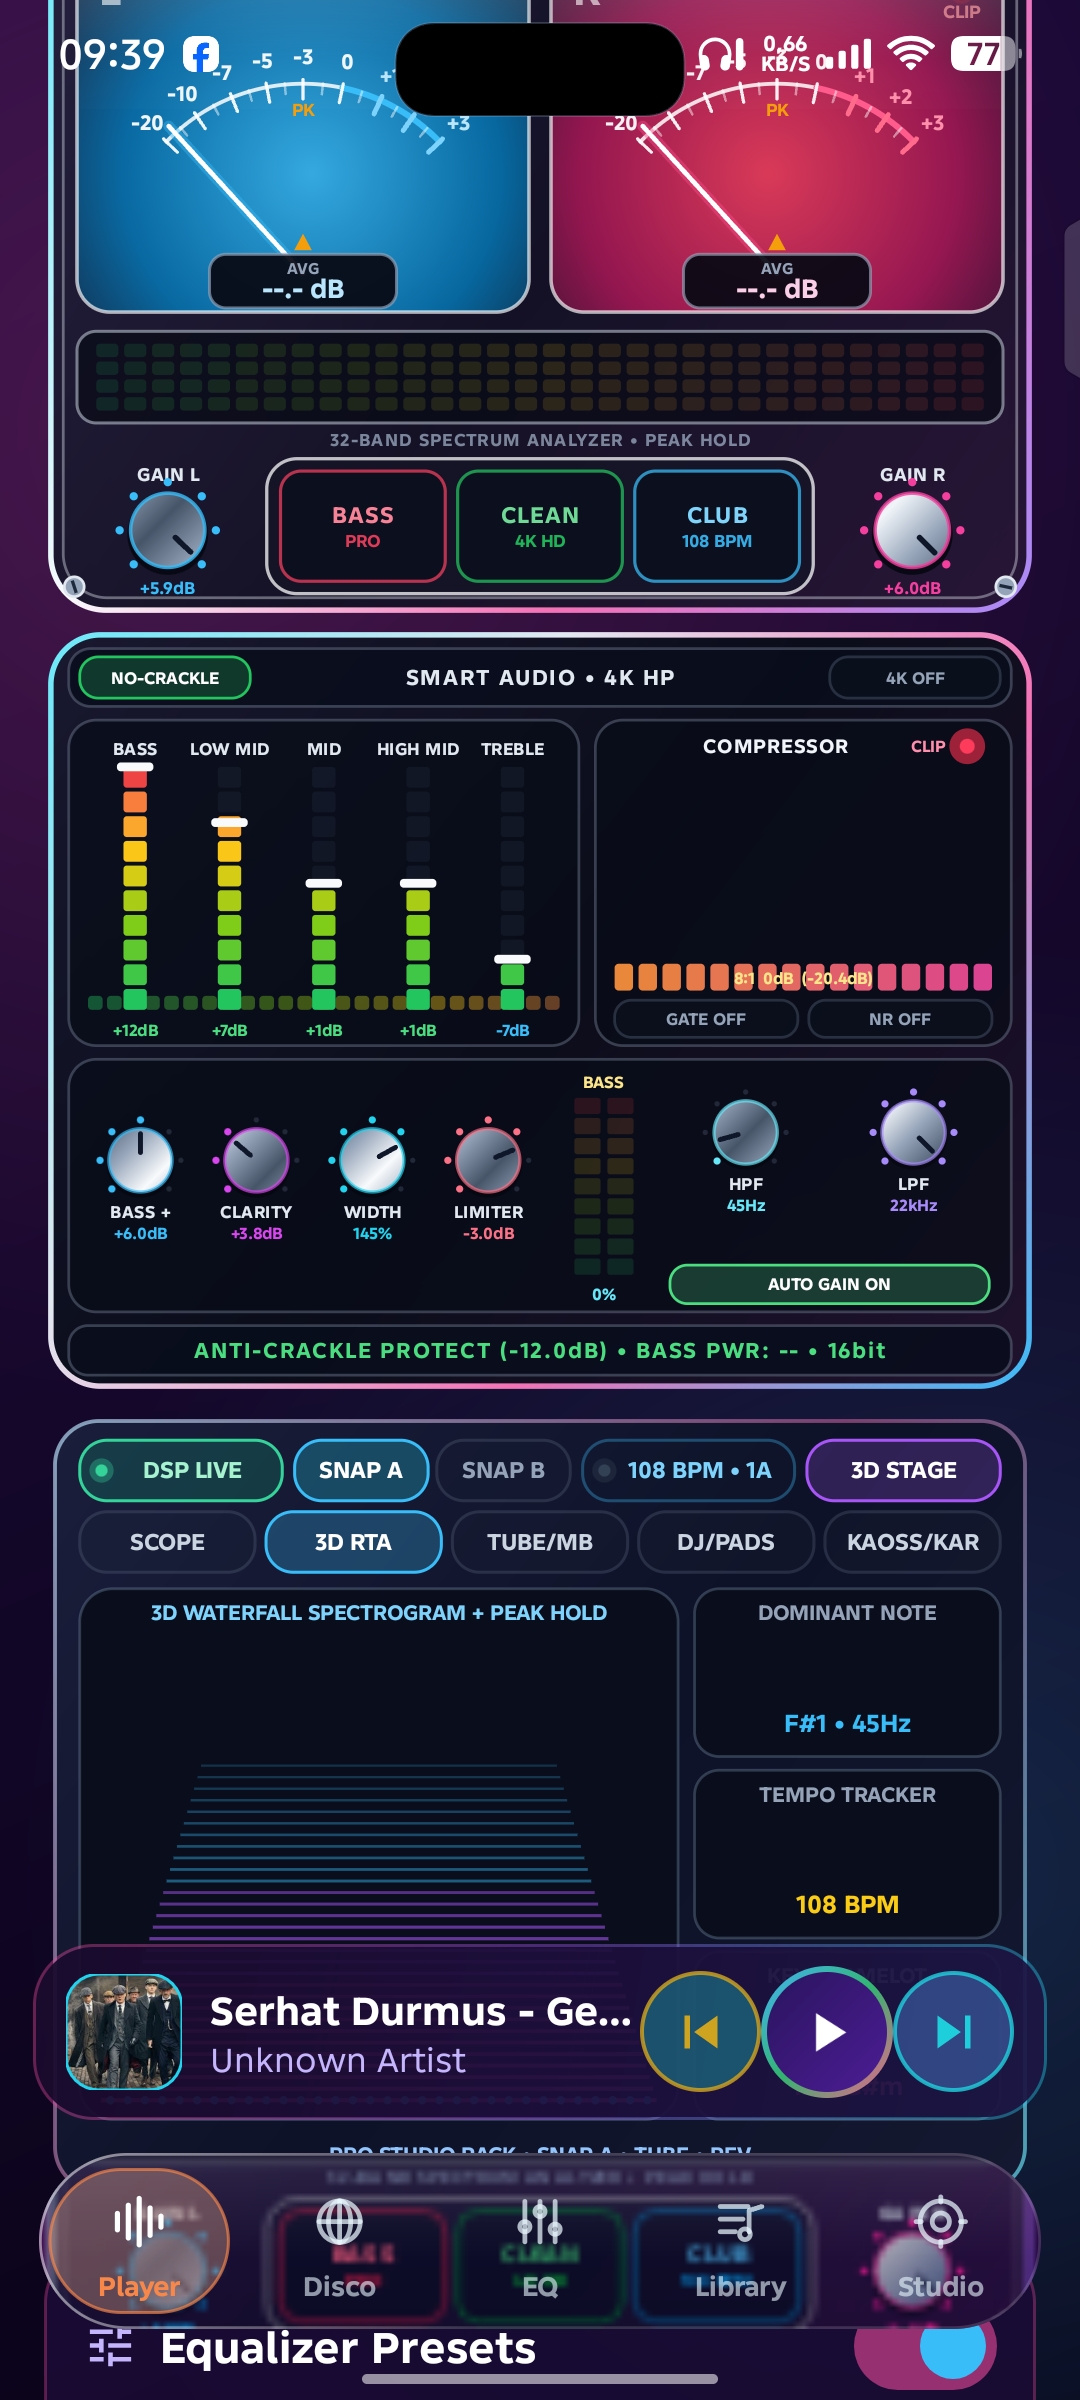 CLIP
09:39
0.66
KB/S
77
-20 -10 -7 -5 -3 0 +3
PK
AVG
--.- dB
-20 -7 0 +1 +2 +3
PK
AVG
--.- dB
32-BAND SPECTRUM ANALYZER • PEAK HOLD
GAIN L
+5.9dB
BASS
PRO
CLEAN
4K HD
CLUB
108 BPM
GAIN R
+6.0dB
NO-CRACKLE
SMART AUDIO • 4K HP
4K OFF
BASS LOW MID MID HIGH MID TREBLE
+12dB +7dB +1dB +1dB -7dB
COMPRESSOR
CLIP
8:1 0dB (-20.4dB)
GATE OFF
NR OFF
BASS +
+6.0dB
CLARITY
+3.8dB
WIDTH
145%
LIMITER
-3.0dB
BASS
0%
HPF
45Hz
LPF
22kHz
AUTO GAIN ON
ANTI-CRACKLE PROTECT (-12.0dB) • BASS PWR: -- • 16bit
DSP LIVE
SNAP A
SNAP B
108 BPM • 1A
3D STAGE
SCOPE
3D RTA
TUBE/MB
DJ/PADS
KAOSS/KAR
3D WATERFALL SPECTROGRAM + PEAK HOLD
DOMINANT NOTE
F#1 • 45Hz
TEMPO TRACKER
108 BPM
Serhat Durmus - Ge...
Unknown Artist
PRO STUDIO RACK • SNAP A • TUBE • REV
Player
Disco
EQ
Library
Studio
Equalizer Presets